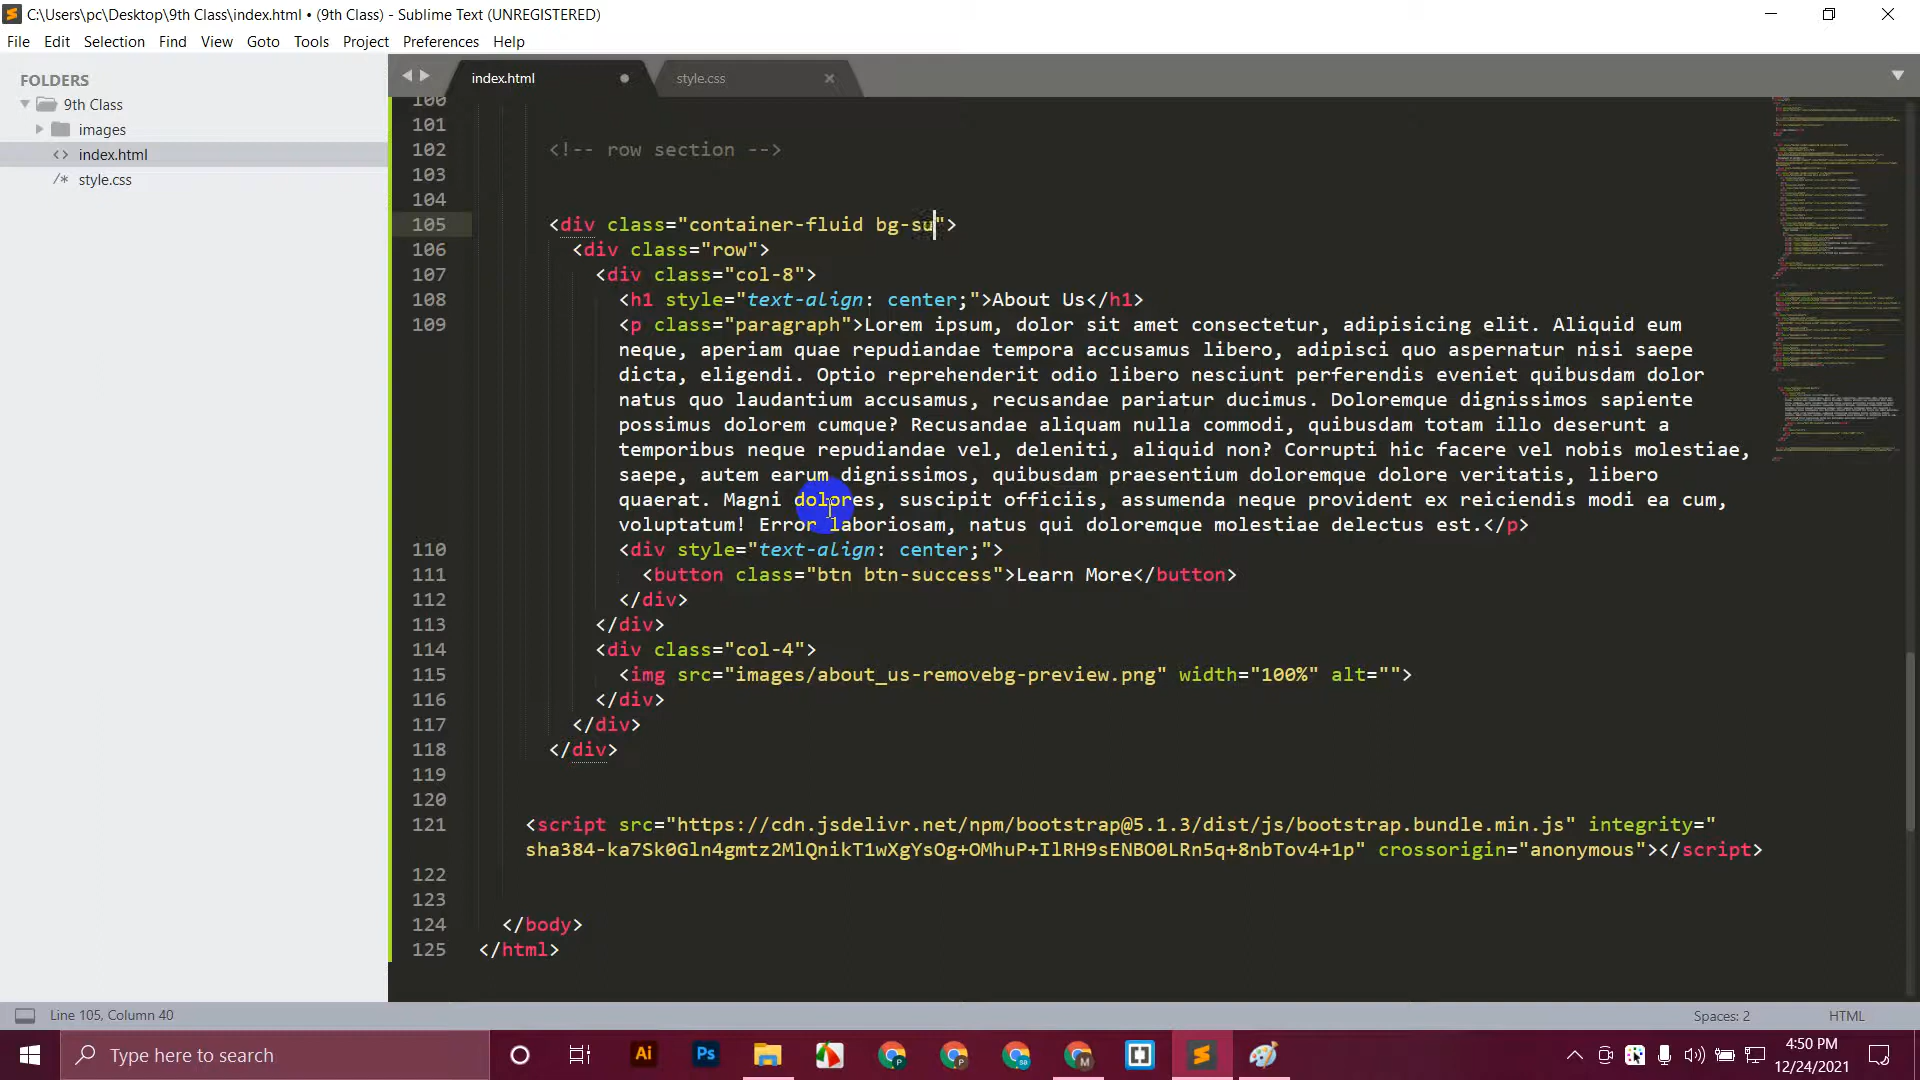 C:\Users\pc\Desktop\9th Class\index.html • (9th Class) - Sublime Text (UNREGISTERED)
File Edit Selection Find View Goto Tools Project Preferences Help
FOLDERS
9th Class
images
<> index.html
/* style.css
index.html
style.css
100
101
102 <!-- row section -->
103
104
105 <div class="container-fluid bg-su">
106 <div class="row">
107 <div class="col-8">
108 <h1 style="text-align: center;">About Us</h1>
109 <p class="paragraph">Lorem ipsum, dolor sit amet consectetur, adipisicing elit. Aliquid eum
neque, aperiam quae repudiandae tempora accusamus libero, adipisci quo aspernatur nisi saepe
dicta, eligendi. Optio reprehenderit odio libero nesciunt perferendis eveniet quibusdam dolor
natus quo laudantium accusamus, recusandae pariatur ducimus. Doloremque dignissimos sapiente
possimus dolorem cumque? Recusandae aliquam nulla commodi, quibusdam totam illo deserunt a
temporibus neque repudiandae vel, deleniti, aliquid non? Corrupti hic facere vel nobis molestiae,
saepe, autem earum dignissimos, quibusdam praesentium doloremque dolore veritatis, libero
quaerat. Magni dolores, suscipit officiis, assumenda neque provident ex reiciendis modi ea cum,
voluptatum! Error laboriosam, natus qui doloremque molestiae delectus est.</p>
110 <div style="text-align: center;">
111 <button class="btn btn-success">Learn More</button>
112 </div>
113 </div>
114 <div class="col-4">
115 <img src="images/about_us-removebg-preview.png" width="100%" alt="">
116 </div>
117 </div>
118 </div>
119
120
121 <script src="https://cdn.jsdelivr.net/npm/bootstrap@5.1.3/dist/js/bootstrap.bundle.min.js" integrity="
sha384-ka7Sk0Gln4gmtz2MlQnikT1wXgYsOg+OMhuP+IlRH9sENBO0LRn5q+8nbTov4+1p" crossorigin="anonymous"></script>
122
123
124 </body>
125 </html>
Line 105, Column 40
Spaces: 2
HTML
Type here to search
Ai
Ps
4:50 PM
12/24/2021